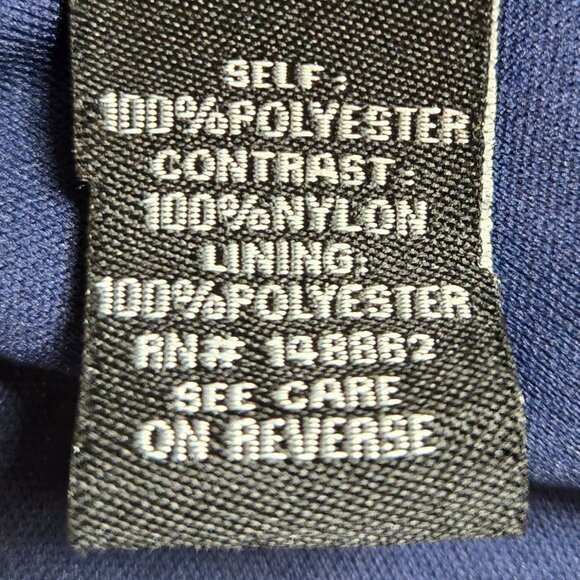 SELF:
100%POLYESTER
CONTRAST:
100%NYLON
LINING:
100%POLYESTER
RN# 148862
SEE CARE
ON REVERSE